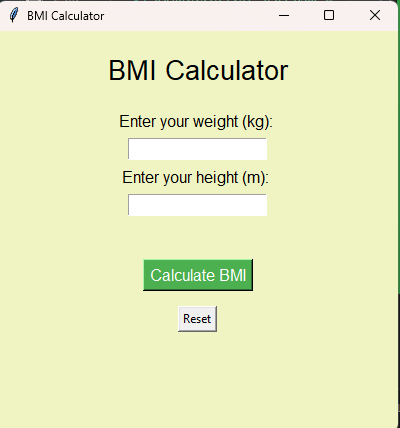 BMI Calculator
BMI Calculator
Enter your weight (kg):
Enter your height (m):
Calculate BMI
Reset